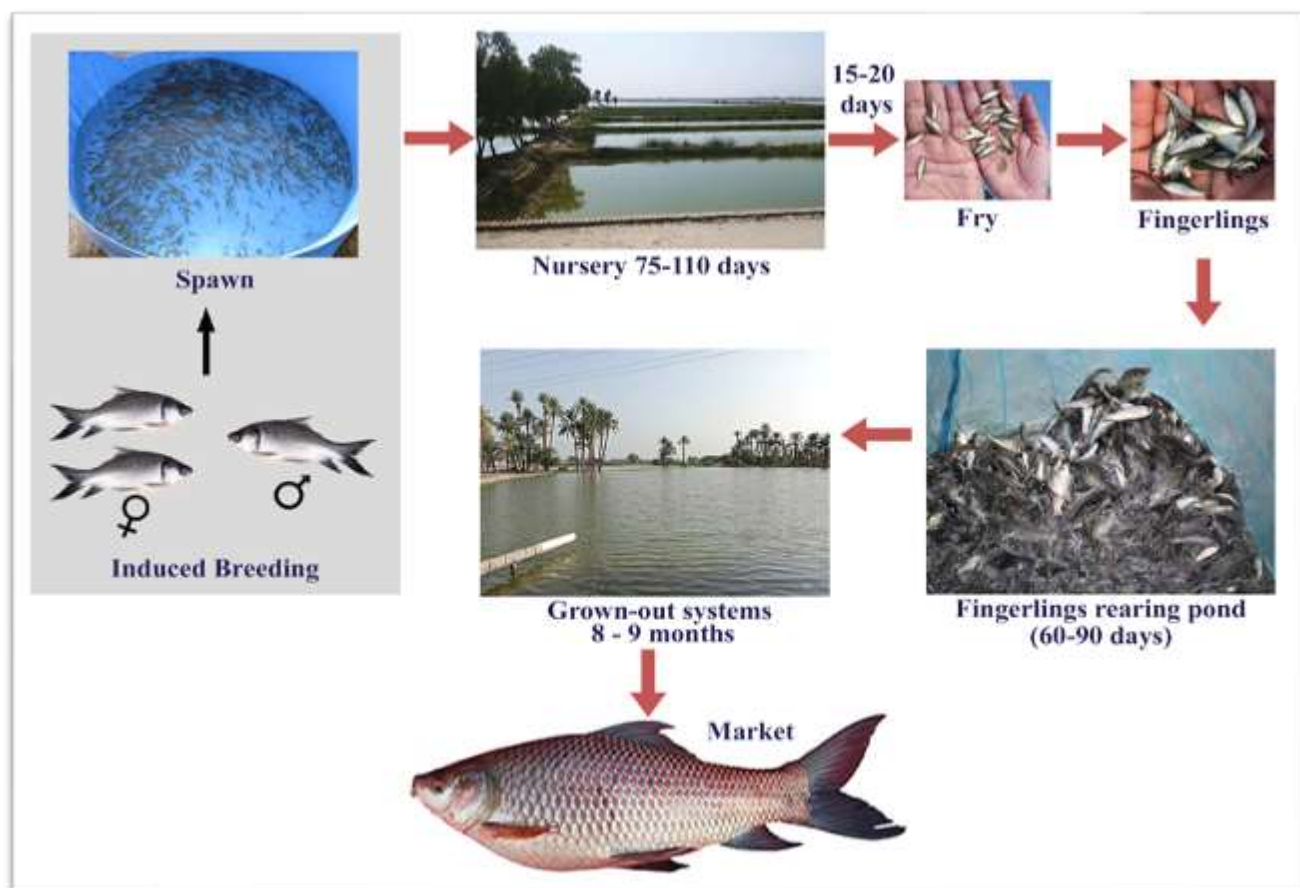 Spawn
Induced Breeding
Nursery 75-110 days
15-20
days
Fry
Fingerlings
Fingerlings rearing pond
(60-90 days)
Grown-out systems
8 - 9 months
Market